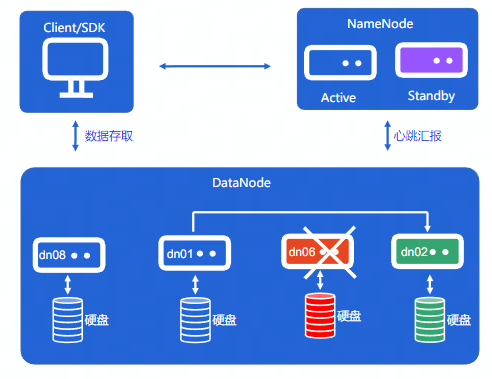 Client/SDK
NameNode
Active
Standby
数据存取
心跳汇报
DataNode
dn08
dn01
dn06
dn02
硬盘
硬盘
硬盘
硬盘